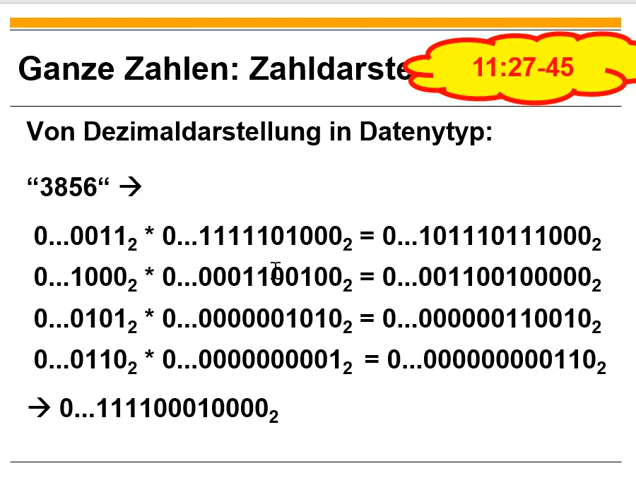 Ganze Zahlen: Zahldarste
11:27-45
Von Dezimaldarstellung in Datenytyp:
“3856“ →
0...0011₂ * 0...1111101000₂ = 0...101110111000₂
0...1000₂ * 0...0001100100₂ = 0...001100100000₂
0...0101₂ * 0...0000001010₂ = 0...000000110010₂
0...0110₂ * 0...0000000001₂ = 0...000000000110₂
→ 0...111100010000₂